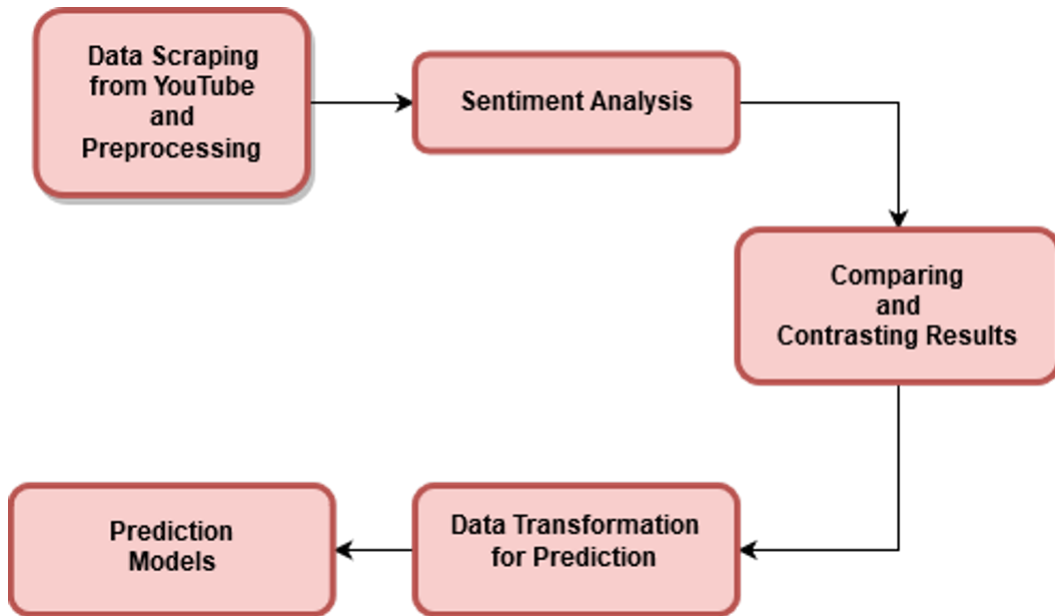 Data Scraping
from YouTube
and
Preprocessing
Sentiment Analysis
Comparing
and
Contrasting Results
Data Transformation
for Prediction
Prediction
Models